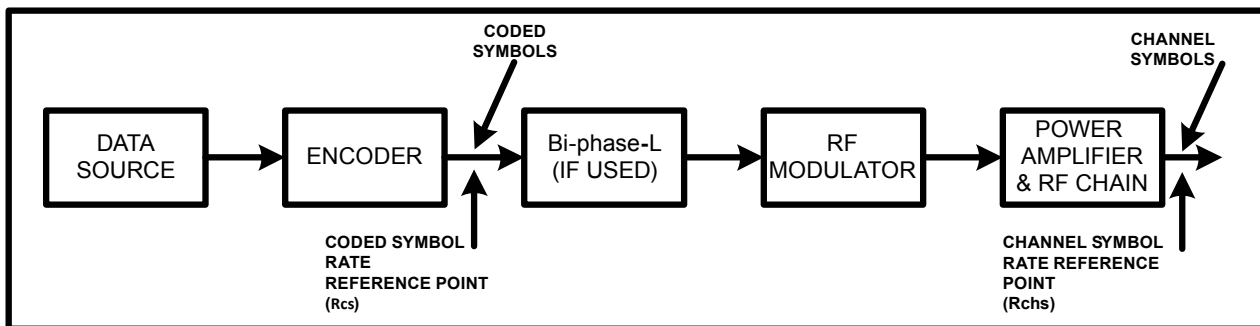 CODED
SYMBOLS
CHANNEL
SYMBOLS
DATA
SOURCE
ENCODER
Bi-phase-L
(IF USED)
RF
MODULATOR
POWER
AMPLIFIER
& RF CHAIN
CODED SYMBOL
RATE
REFERENCE POINT
(Rcs)
CHANNEL SYMBOL
RATE REFERENCE
POINT
(Rchs)